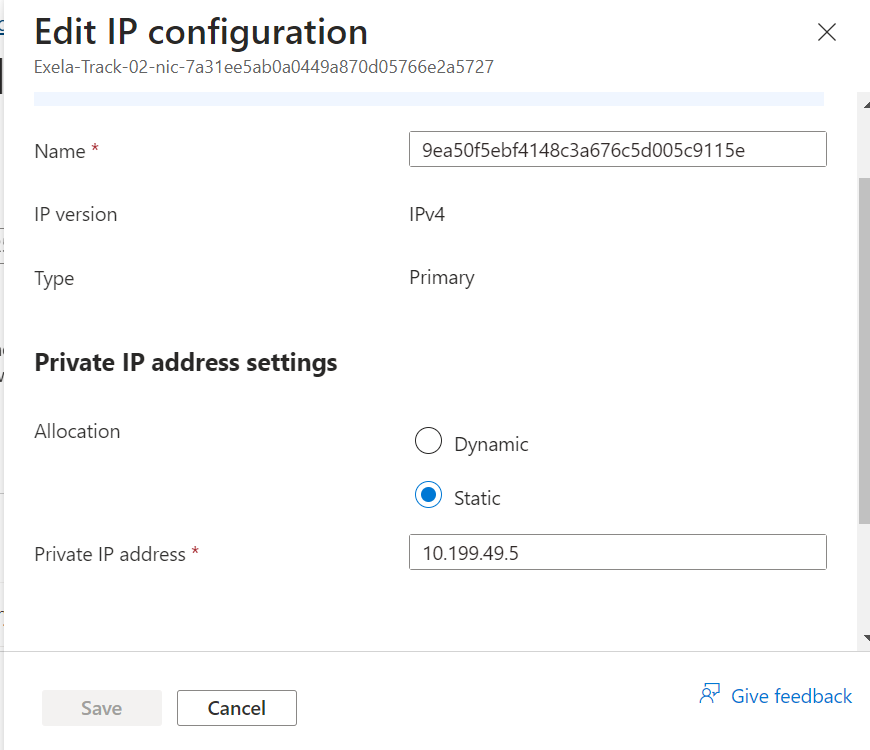 Edit IP configuration
Exela-Track-02-nic-7a31ee5ab0a0449a870d05766e2a5727
Name *
9ea50f5ebf4148c3a676c5d005c9115e
IP version
IPv4
Type
Primary
Private IP address settings
Allocation
Dynamic
Static
Private IP address *
10.199.49.5
Save
Cancel
Give feedback